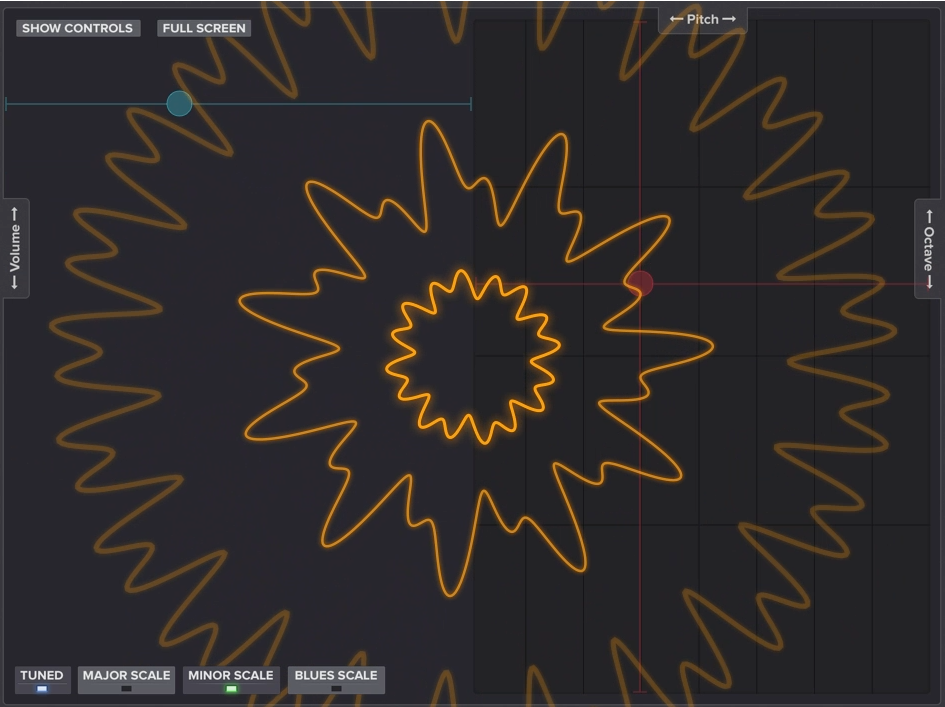 SHOW CONTROLS
FULL SCREEN
Pitch
Volume
Octave
TUNED
MAJOR SCALE
MINOR SCALE
BLUES SCALE